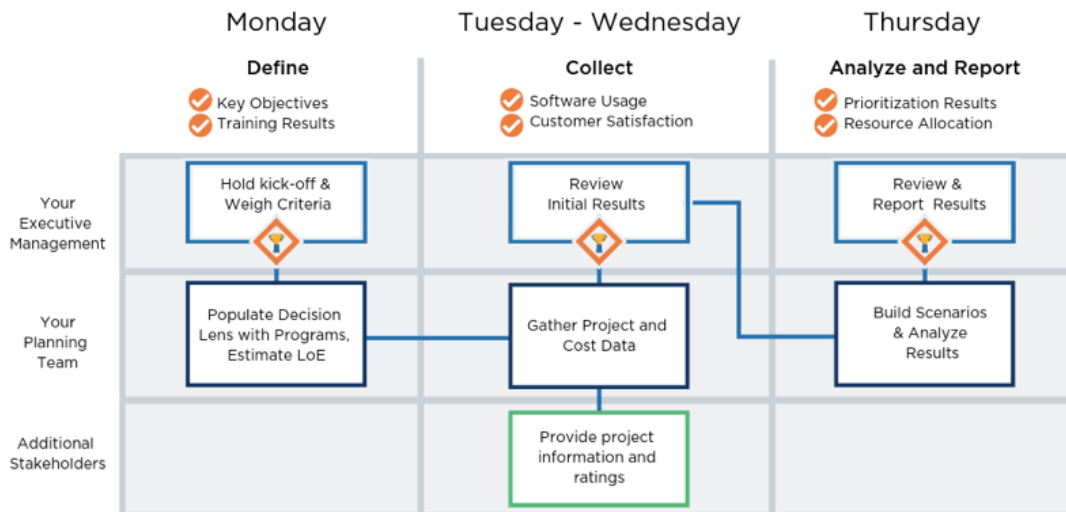 Monday
Tuesday - Wednesday
Thursday
Define
Collect
Analyze and Report
Key Objectives
Training Results
Software Usage
Customer Satisfaction
Prioritization Results
Resource Allocation
Your
Executive
Management
Hold kick-off &
Weigh Criteria
Review
Initial Results
Review &
Report Results
Your
Planning
Team
Populate Decision
Lens with Programs,
Estimate LoE
Gather Project and
Cost Data
Build Scenarios
& Analyze
Results
Additional
Stakeholders
Provide project
information and
ratings